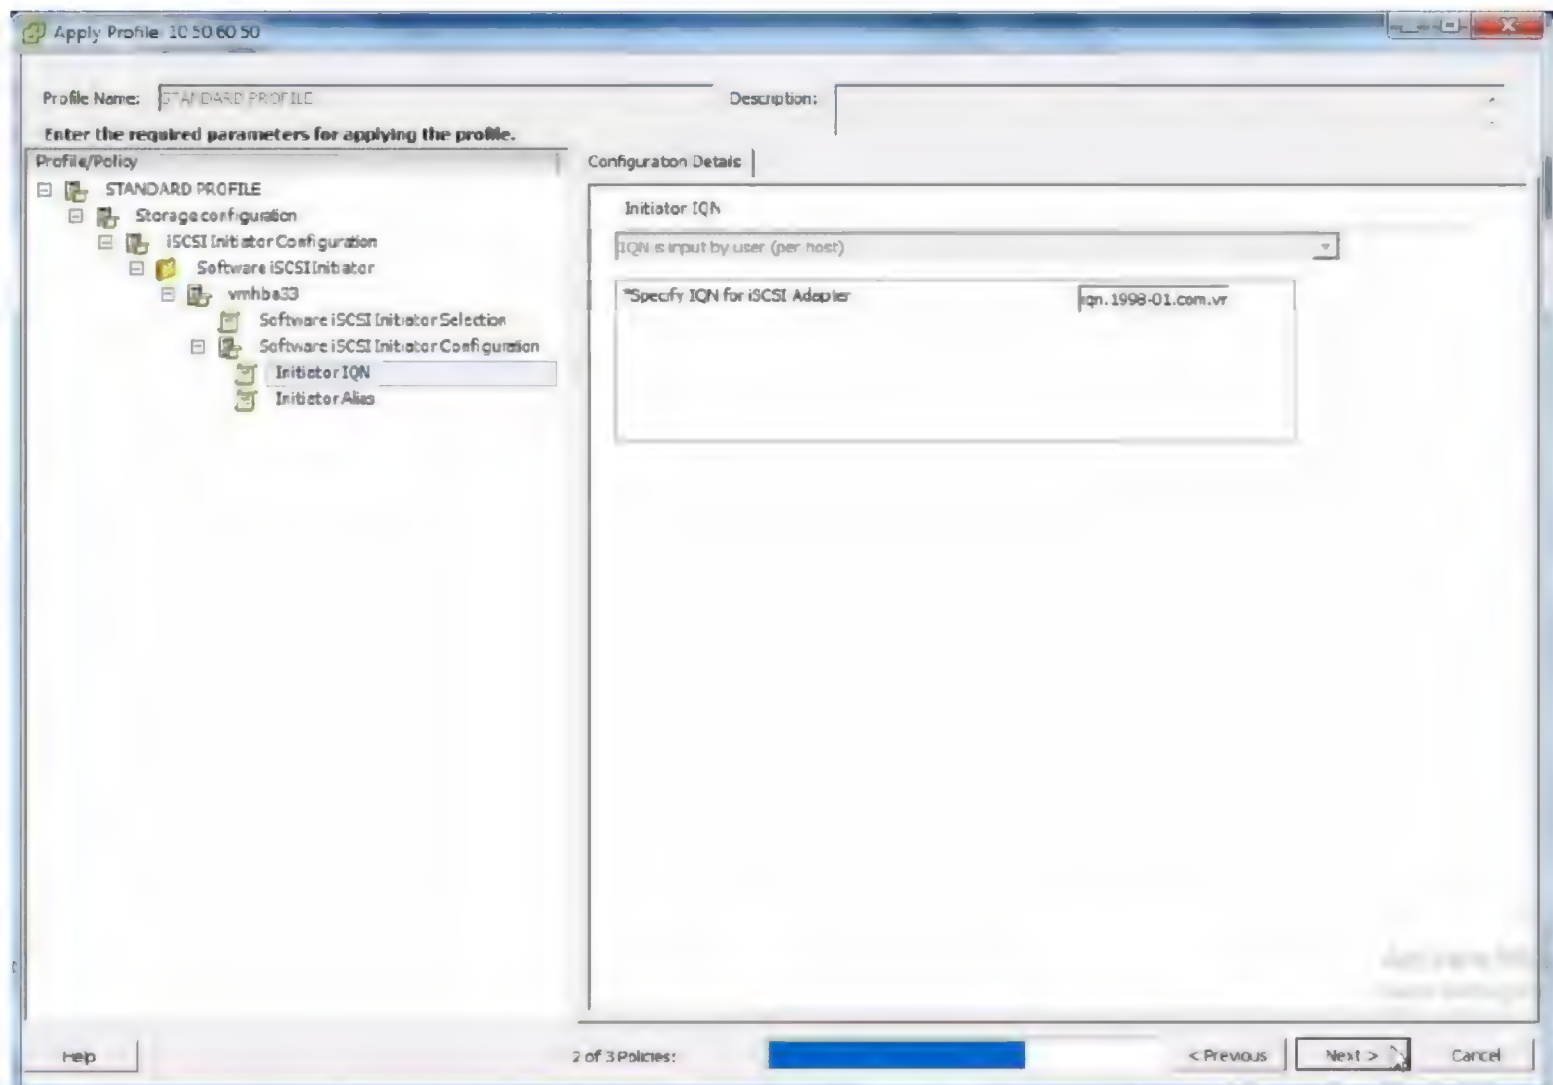 Apply Profile: 10.50.60.50
Profile Name: STANDARD PROFILE
Description:
Enter the required parameters for applying the profile.
Profile/Policy
STANDARD PROFILE
Storage configuration
iSCSI Initiator Configuration
Software iSCSI Initiator
vmhba33
Software iSCSI Initiator Selection
Software iSCSI Initiator Configuration
Initiator IQN
Initiator Alias
Configuration Details
Initiator IQN
IQN is input by user (per host)
*Specify IQN for iSCSI Adapter
iqn.1998-01.com.vr
Help
2 of 3 Policies:
< Previous
Next >
Cancel